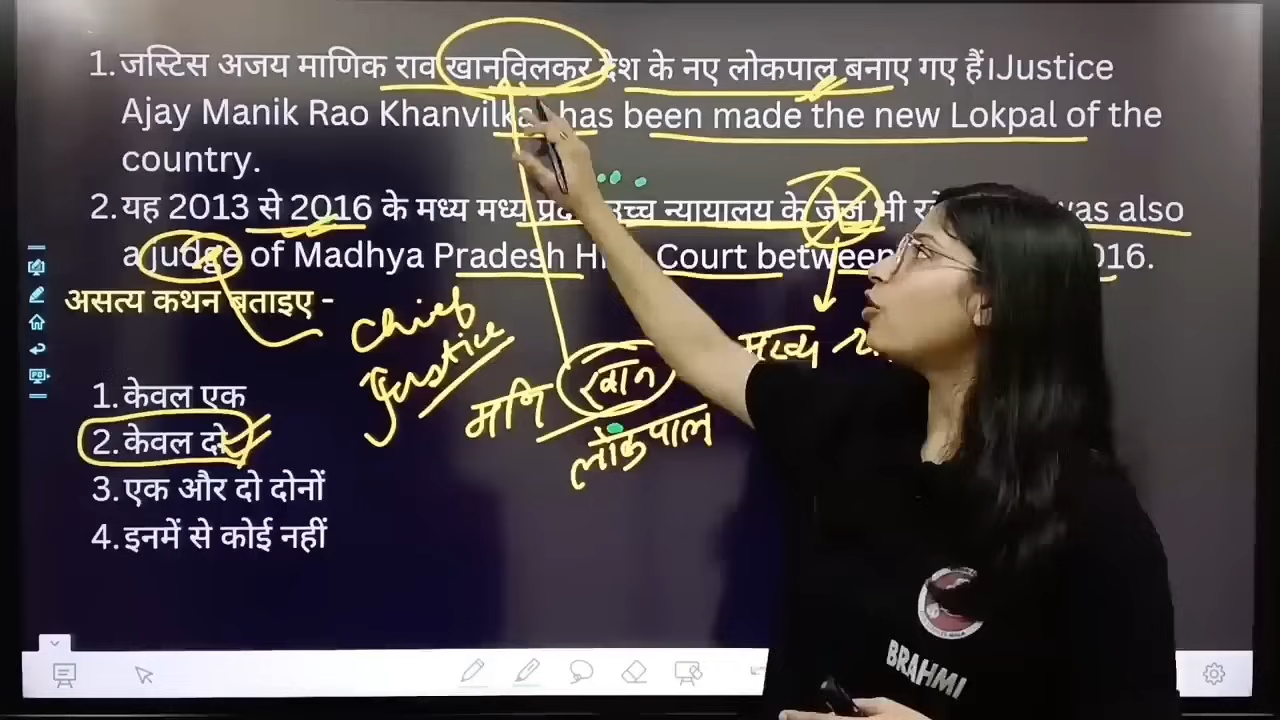 1. जस्टिस अजय माणिक राव खानविलकर देश के नए लोकपाल बनाए गए हैं।Justice
Ajay Manik Rao Khanvilkar has been made the new Lokpal of the
country.
2. यह 2013 से 2016 के मध्य मध्य उच्च न्यायालय के जज भी was also
a judge of Madhya Pradesh Court between 2016.
असत्य कथन बताइए -
Chief
Justice
मुख्य
मणि खान
लोकपाल
1. केवल एक
2. केवल दो
3. एक और दो दोनों
4. इनमें से कोई नहीं
BRAHMI